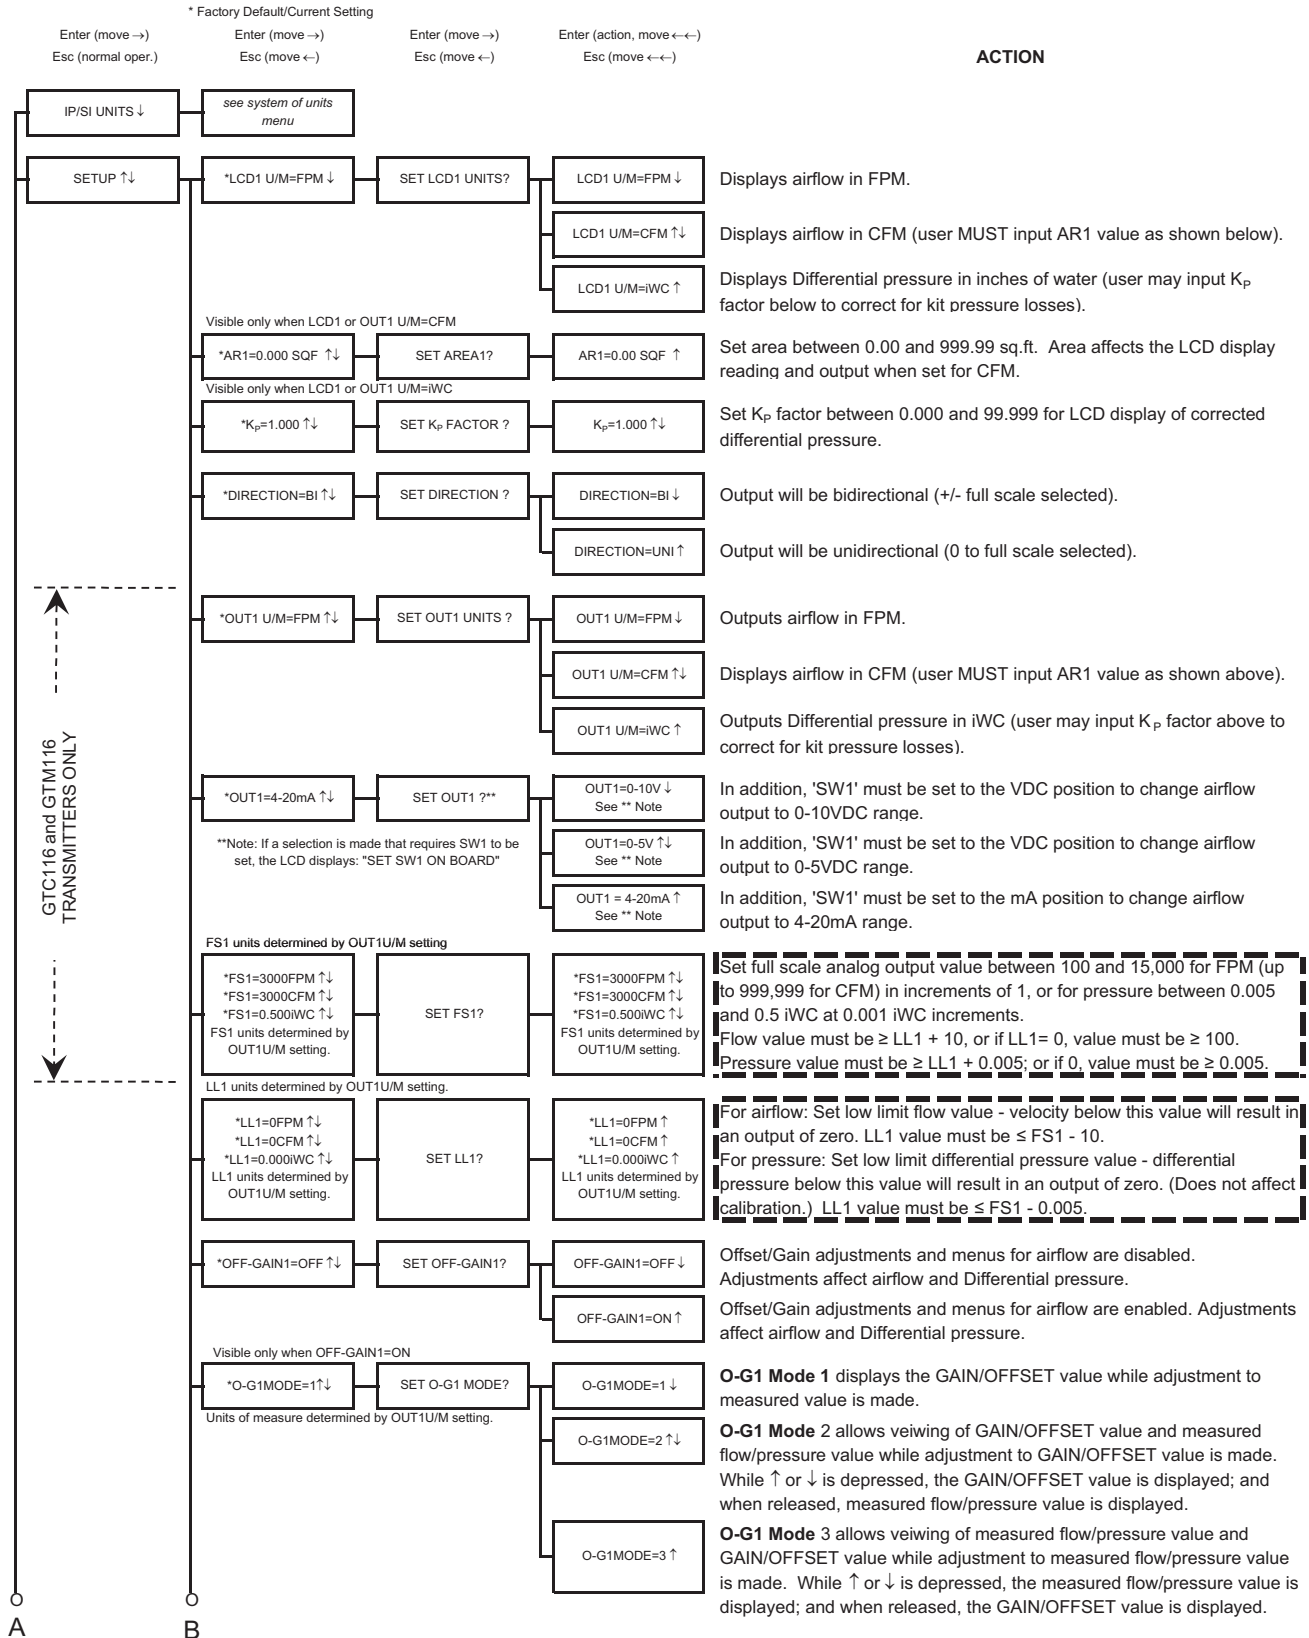 * Factory Default/Current Setting
Enter (move →)
Enter (move →)
Enter (move →)
Enter (action, move ←←)
Esc (normal oper.)
Esc (move ←)
Esc (move ←)
Esc (move ←←)
ACTION
IP/SI UNITS ↓
see system of units
menu
SETUP ↑↓
*LCD1 U/M=FPM ↓
SET LCD1 UNITS?
LCD1 U/M=FPM ↓
Displays airflow in FPM.
LCD1 U/M=CFM ↑↓
Displays airflow in CFM (user MUST input AR1 value as shown below).
LCD1 U/M=iWC ↑
Displays Differential pressure in inches of water (user may input KP
factor below to correct for kit pressure losses).
Visible only when LCD1 or OUT1 U/M=CFM
*AR1=0.000 SQF ↑↓
SET AREA1?
AR1=0.00 SQF ↑
Set area between 0.00 and 999.99 sq.ft. Area affects the LCD display
reading and output when set for CFM.
Visible only when LCD1 or OUT1 U/M=iWC
*KP=1.000 ↑↓
SET KP FACTOR ?
KP=1.000 ↑↓
Set KP factor between 0.000 and 99.999 for LCD display of corrected
differential pressure.
*DIRECTION=BI ↑↓
SET DIRECTION ?
DIRECTION=BI ↓
Output will be bidirectional (+/- full scale selected).
DIRECTION=UNI ↑
Output will be unidirectional (0 to full scale selected).
GTC116 and GTM116
TRANSMITTERS ONLY
*OUT1 U/M=FPM ↑↓
SET OUT1 UNITS ?
OUT1 U/M=FPM ↓
Outputs airflow in FPM.
OUT1 U/M=CFM ↑↓
Displays airflow in CFM (user MUST input AR1 value as shown above).
OUT1 U/M=iWC ↑
Outputs Differential pressure in iWC (user may input KP factor above to
correct for kit pressure losses).
*OUT1=4-20mA ↑↓
SET OUT1 ?**
OUT1=0-10V ↓
See ** Note
In addition, 'SW1' must be set to the VDC position to change airflow
output to 0-10VDC range.
**Note: If a selection is made that requires SW1 to be
set, the LCD displays: "SET SW1 ON BOARD"
OUT1=0-5V ↑↓
See ** Note
In addition, 'SW1' must be set to the VDC position to change airflow
output to 0-5VDC range.
OUT1 = 4-20mA ↑
See ** Note
In addition, 'SW1' must be set to the mA position to change airflow
output to 4-20mA range.
FS1 units determined by OUT1U/M setting
*FS1=3000FPM ↑↓
*FS1=3000CFM ↑↓
*FS1=0.500iWC ↑↓
FS1 units determined by
OUT1U/M setting.
SET FS1?
*FS1=3000FPM ↑↓
*FS1=3000CFM ↑↓
*FS1=0.500iWC ↑↓
FS1 units determined by
OUT1U/M setting.
Set full scale analog output value between 100 and 15,000 for FPM (up
to 999,999 for CFM) in increments of 1, or for pressure between 0.005
and 0.5 iWC at 0.001 iWC increments.
Flow value must be ≥ LL1 + 10, or if LL1= 0, value must be ≥ 100.
Pressure value must be ≥ LL1 + 0.005; or if 0, value must be ≥ 0.005.
LL1 units determined by OUT1U/M setting.
*LL1=0FPM ↑↓
*LL1=0CFM ↑↓
*LL1=0.000iWC ↑↓
LL1 units determined by
OUT1U/M setting.
SET LL1?
*LL1=0FPM ↑
*LL1=0CFM ↑
*LL1=0.000iWC ↑
LL1 units determined by
OUT1U/M setting.
For airflow: Set low limit flow value - velocity below this value will result in
an output of zero. LL1 value must be ≤ FS1 - 10.
For pressure: Set low limit differential pressure value - differential
pressure below this value will result in an output of zero. (Does not affect
calibration.) LL1 value must be ≤ FS1 - 0.005.
*OFF-GAIN1=OFF ↑↓
SET OFF-GAIN1?
OFF-GAIN1=OFF ↓
Offset/Gain adjustments and menus for airflow are disabled.
Adjustments affect airflow and Differential pressure.
OFF-GAIN1=ON ↑
Offset/Gain adjustments and menus for airflow are enabled. Adjustments
affect airflow and Differential pressure.
Visible only when OFF-GAIN1=ON
*O-G1MODE=1↑↓
SET O-G1 MODE?
O-G1MODE=1 ↓
O-G1 Mode 1 displays the GAIN/OFFSET value while adjustment to
measured value is made.
Units of measure determined by OUT1U/M setting.
O-G1MODE=2 ↑↓
O-G1 Mode 2 allows veiwing of GAIN/OFFSET value and measured
flow/pressure value while adjustment to GAIN/OFFSET value is made.
While ↑ or ↓ is depressed, the GAIN/OFFSET value is displayed; and
when released, measured flow/pressure value is displayed.
O-G1MODE=3 ↑
O-G1 Mode 3 allows veiwing of measured flow/pressure value and
GAIN/OFFSET value while adjustment to measured flow/pressure value
is made. While ↑ or ↓ is depressed, the measured flow/pressure value is
displayed; and when released, the GAIN/OFFSET value is displayed.
O
O
A
B